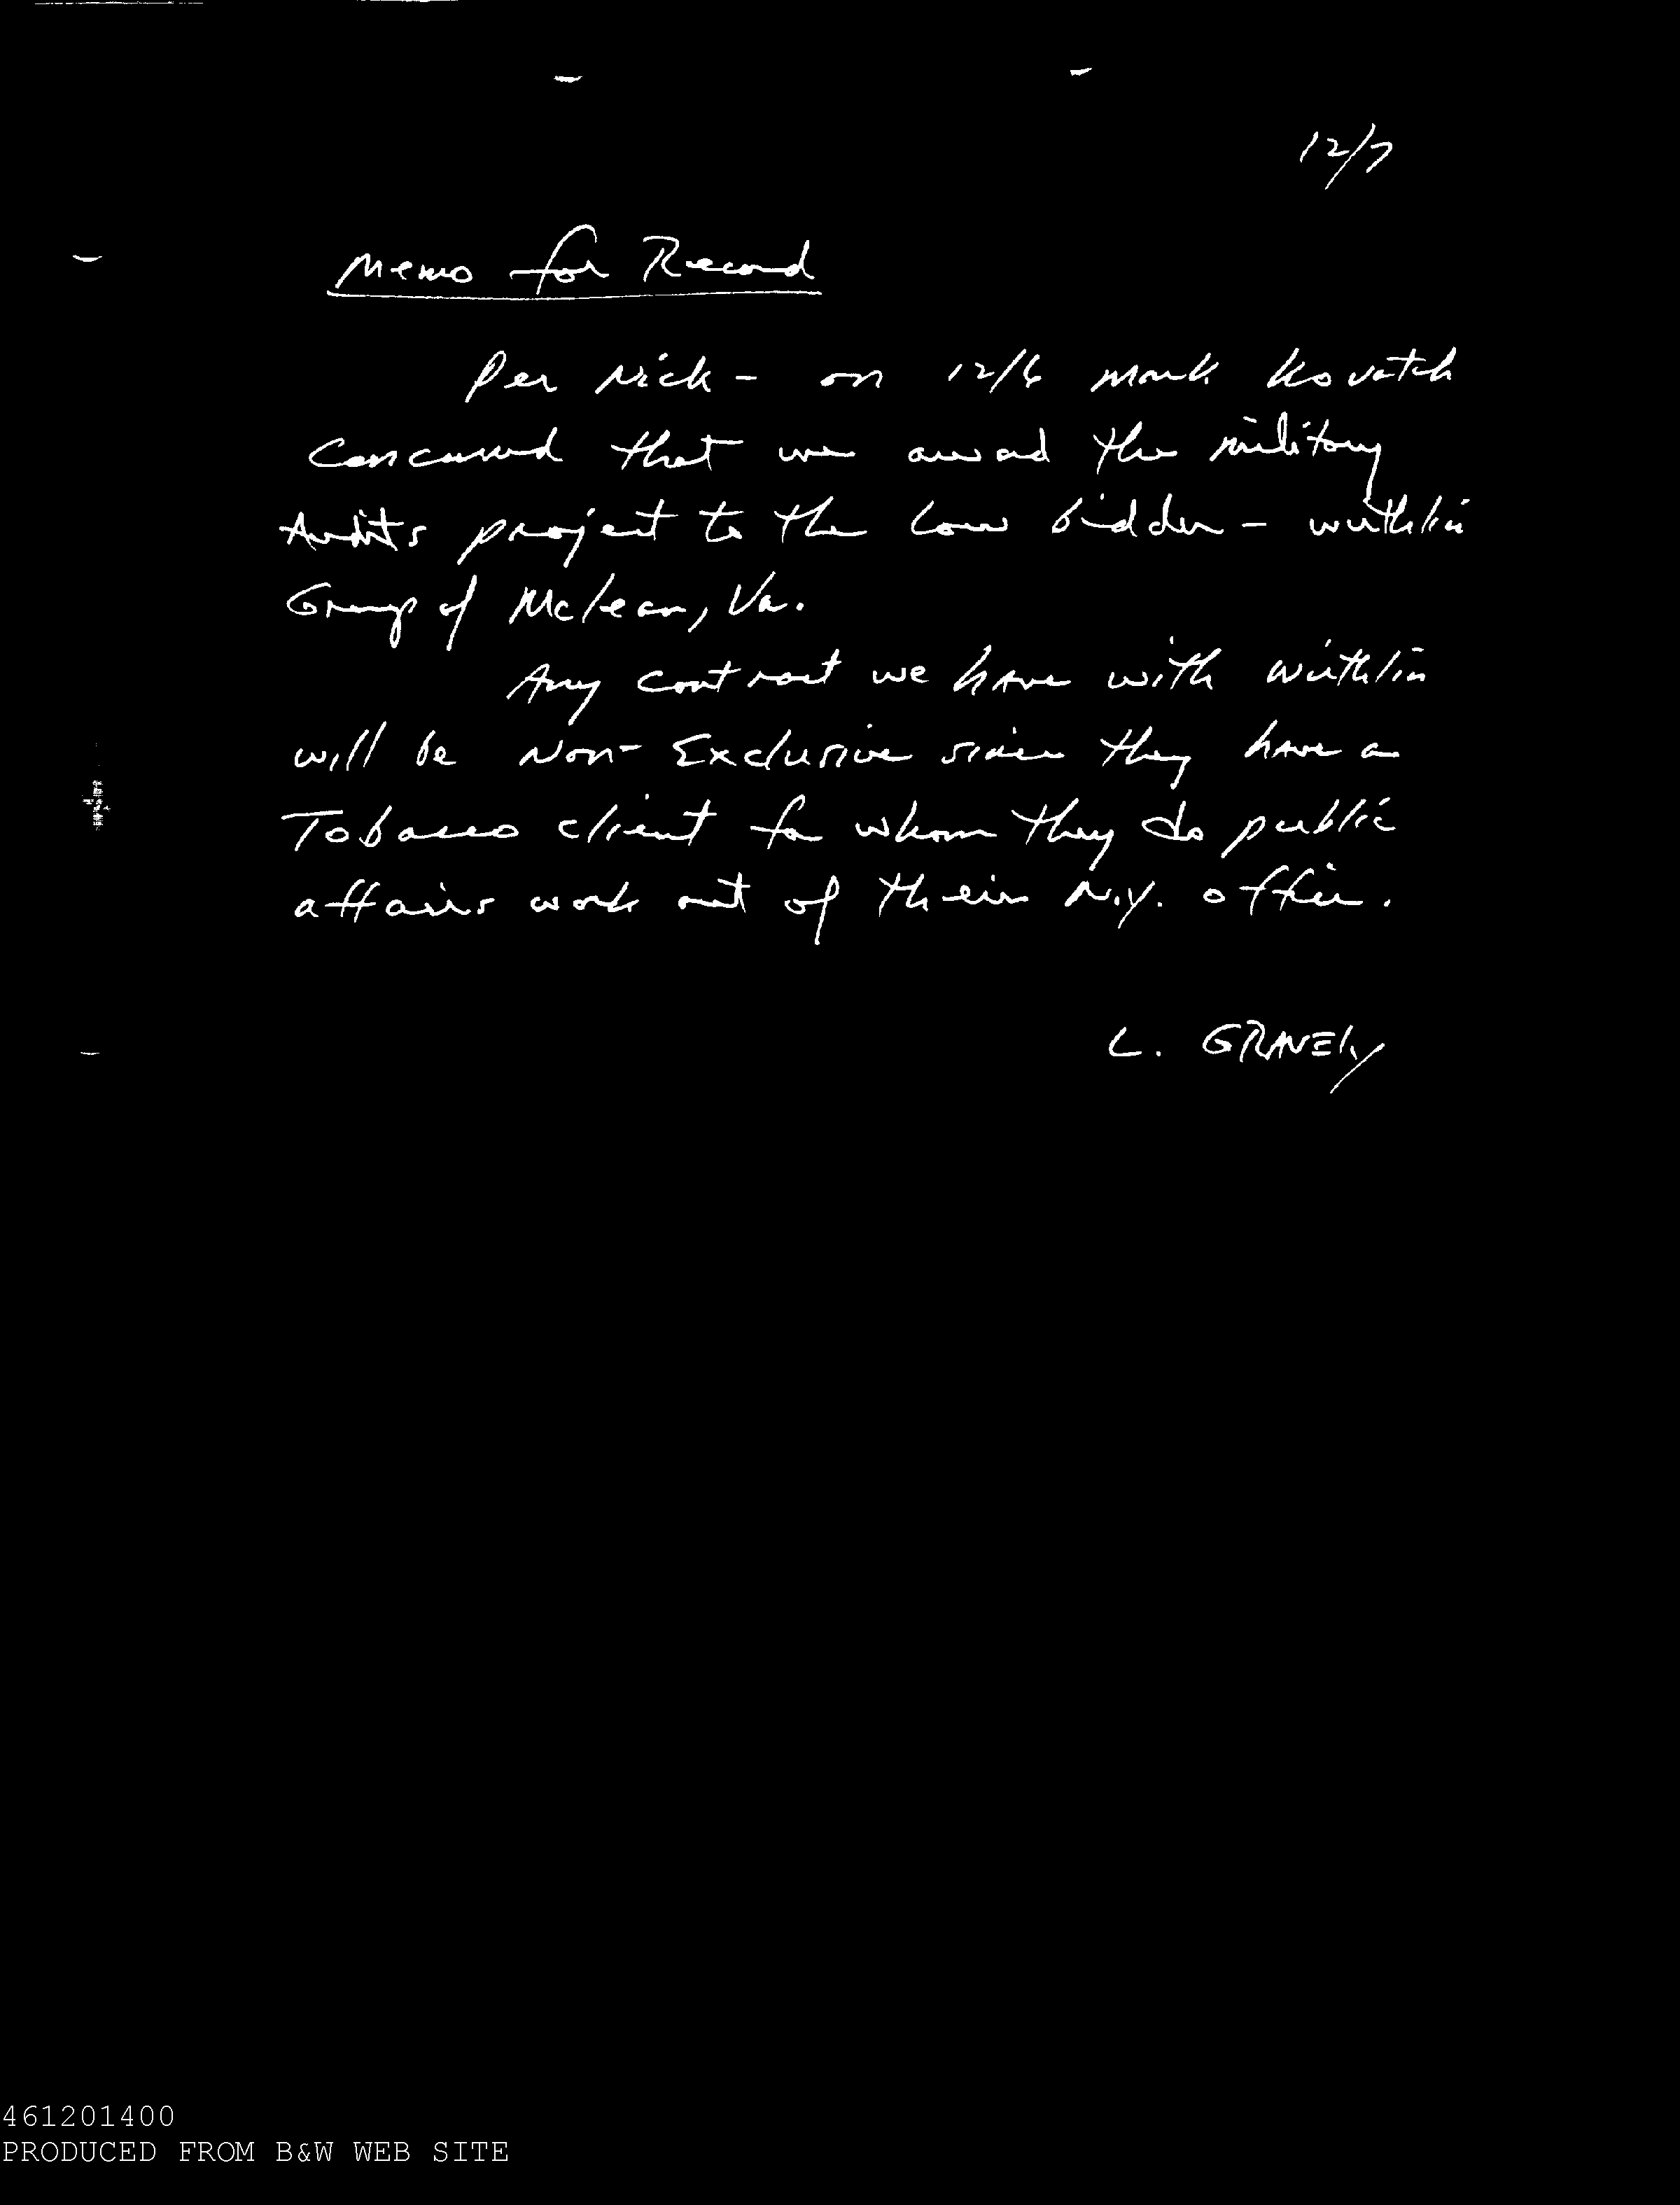 12/7
Memo for Record
Per Nick - on 12/6 Mark Kovatch
concurred that we award the military
Audits project to the low bidder - Wirthlin
Group of McLean, Va.
Any contract we have with Wirthlin
will be Non-Exclusive since they have a
Tobacco client for whom they do public
affairs work out of their N.Y. office.
L. GRAVEly
461201400
PRODUCED FROM B&W WEB SITE